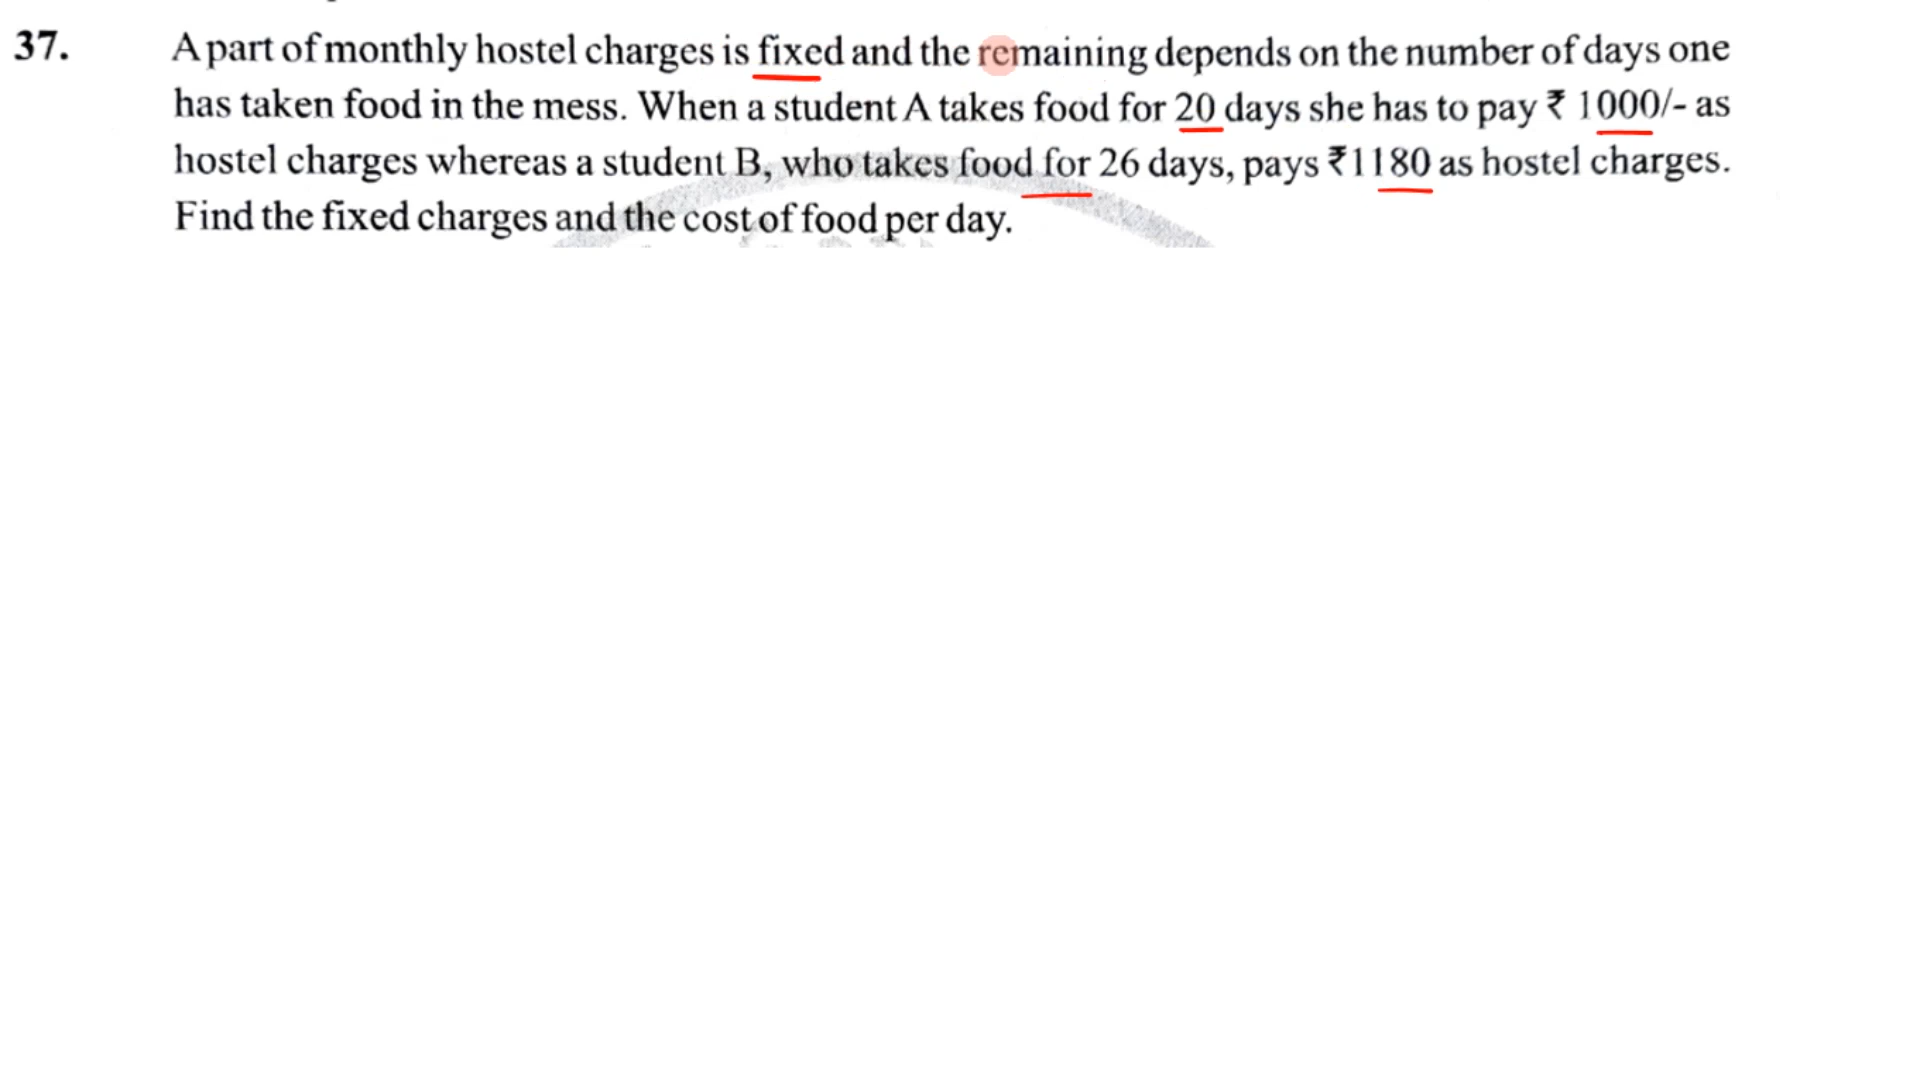 37. A part of monthly hostel charges is fixed and the remaining depends on the number of days one
has taken food in the mess. When a student A takes food for 20 days she has to pay ₹ 1000/- as
hostel charges whereas a student B, who takes food for 26 days, pays ₹1180 as hostel charges.
Find the fixed charges and the cost of food per day.